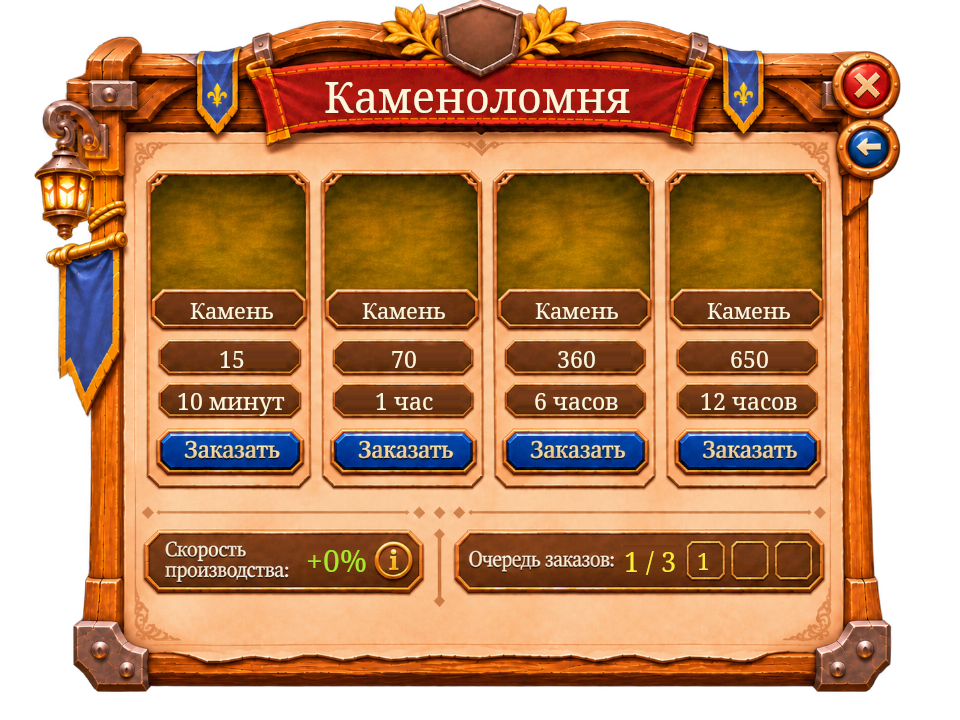 Каменоломня
Камень
Камень
Камень
Камень
15
70
360
650
10 минут
1 час
6 часов
12 часов
Заказать
Заказать
Заказать
Заказать
Скорость
производства:
+0%
i
Очередь заказов:
1 / 3
1